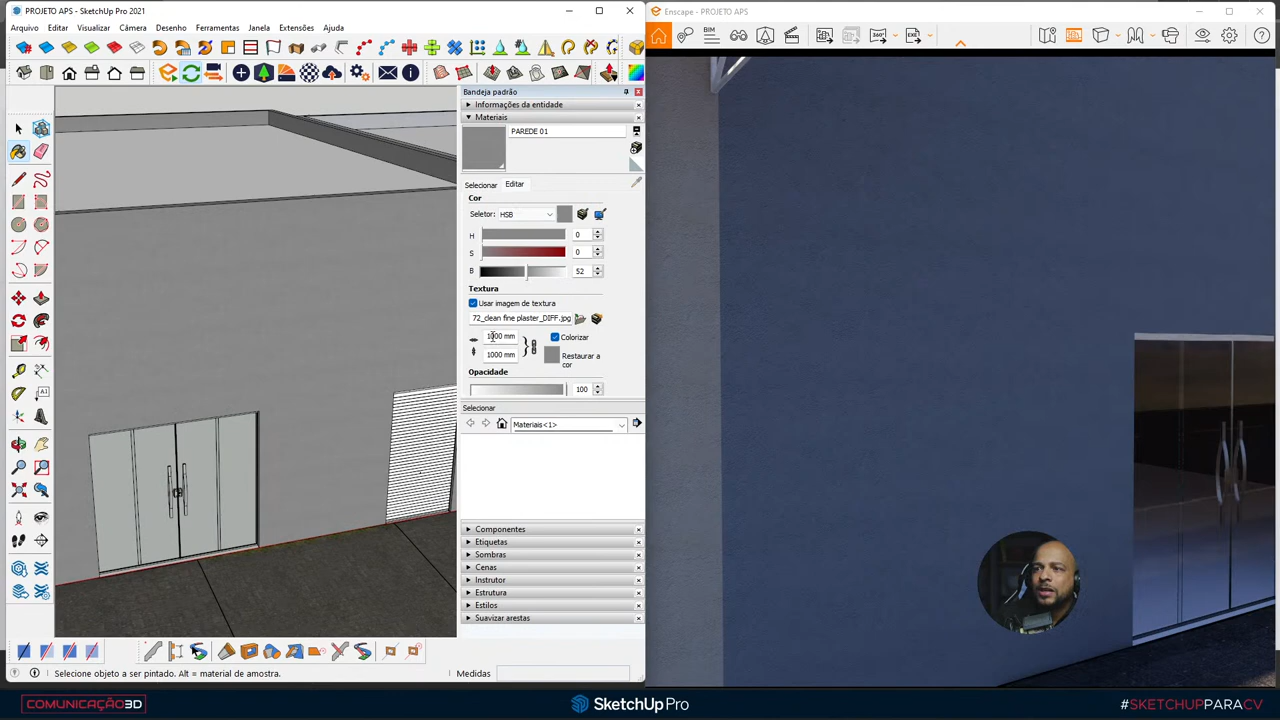 PROJETO APS - SketchUp Pro 2021
Enscape - PROJETO APS
Arquivo Editar Visualizar Câmera Desenho Ferramentas Janela Extensões Ajuda
BIM
360°
EXE
Bandeja padrão
Informações da entidade
Materiais
PAREDE 01
Selecionar Editar
Cor
Seletor: HSB
H 0
S 0
B 52
Textura
Usar imagem de textura
72_clean fine plaster_DIFF.jpg
1000 mm Colorizar
1000 mm Restaurar a
cor
Opacidade
100
Selecionar
Materiais<1>
Componentes
Etiquetas
Sombras
Cenas
Instrutor
Estrutura
Estilos
Suavizar arestas
Selecione objeto a ser pintado. Alt = material de amostra. Medidas
COMUNICAÇÃO3D SketchUp Pro #SKETCHUPPARACV